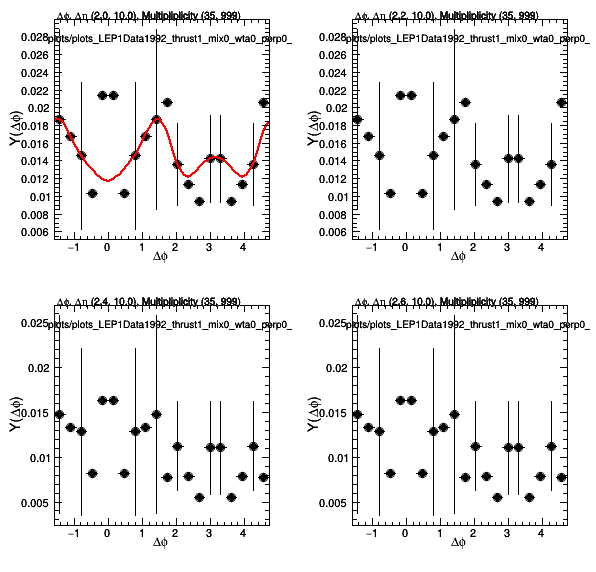 Δφ, Δη (2.0, 10.0), Multipliplicity (35, 999)
plots/plots_LEP1Data1992_thrust1_mix0_wta0_perp0_
0.028
0.026
0.024
0.022
0.02
0.018
0.016
0.014
0.012
0.01
0.008
0.006
Y(Δφ)
−1 0 1 2 3 4
Δφ
Δφ, Δη (2.2, 10.0), Multipliplicity (35, 999)
plots/plots_LEP1Data1992_thrust1_mix0_wta0_perp0_
0.028
0.026
0.024
0.022
0.02
0.018
0.016
0.014
0.012
0.01
0.008
0.006
Y(Δφ)
−1 0 1 2 3 4
Δφ
Δφ, Δη (2.4, 10.0), Multipliplicity (35, 999)
plots/plots_LEP1Data1992_thrust1_mix0_wta0_perp0_
0.025
0.02
0.015
0.01
0.005
Y(Δφ)
−1 0 1 2 3 4
Δφ
Δφ, Δη (2.6, 10.0), Multipliplicity (35, 999)
plots/plots_LEP1Data1992_thrust1_mix0_wta0_perp0_
0.025
0.02
0.015
0.01
0.005
Y(Δφ)
−1 0 1 2 3 4
Δφ